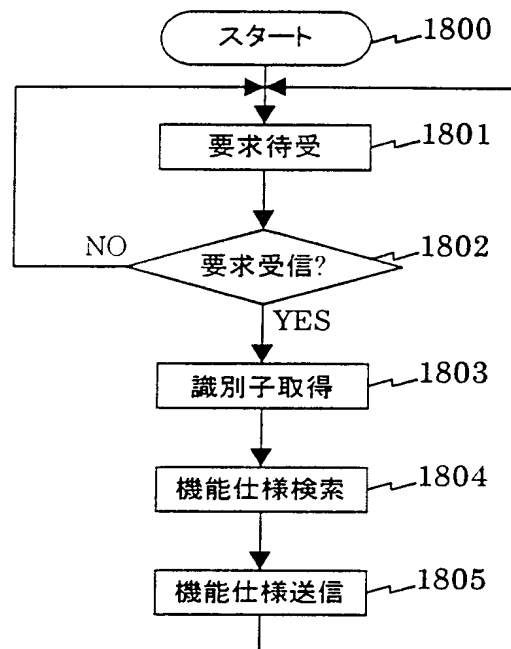 スタート 1800
要求待受 1801
要求受信? 1802
NO
YES
識別子取得 1803
機能仕様検索 1804
機能仕様送信 1805